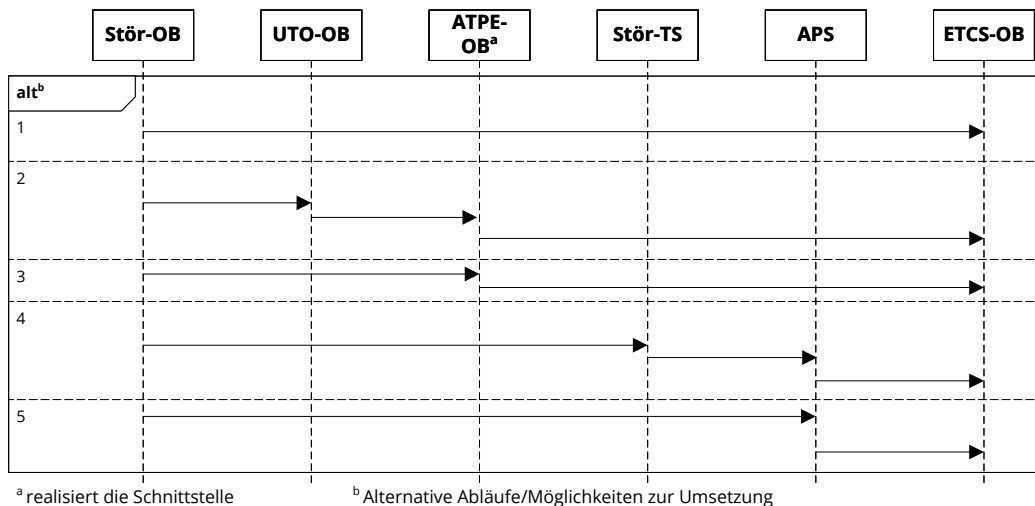 Stör-OB UTO-OB ATPE-OBᵃ Stör-TS APS ETCS-OB
altᵇ
1
2
3
4
5
ᵃ realisiert die Schnittstelle ᵇ Alternative Abläufe/Möglichkeiten zur Umsetzung